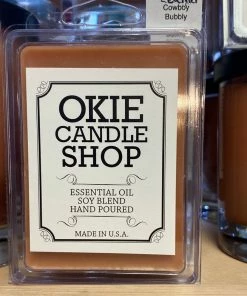 Cowboy
Bubbly
OKIE
CANDLE
SHOP
ESSENTIAL OIL
SOY BLEND
HAND POURED
MADE IN U.S.A.